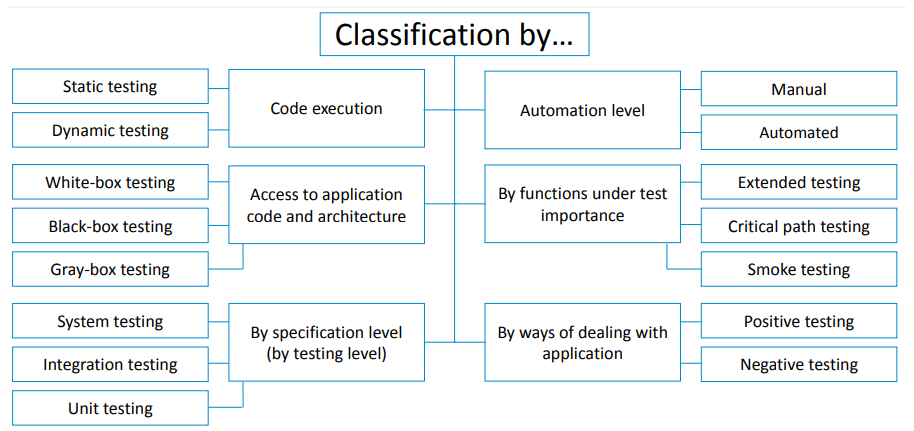 Classification by...
Static testing
Dynamic testing
Code execution
Automation level
Manual
Automated
White-box testing
Black-box testing
Gray-box testing
Access to application
code and architecture
By functions under test
importance
Extended testing
Critical path testing
Smoke testing
System testing
Integration testing
Unit testing
By specification level
(by testing level)
By ways of dealing with
application
Positive testing
Negative testing